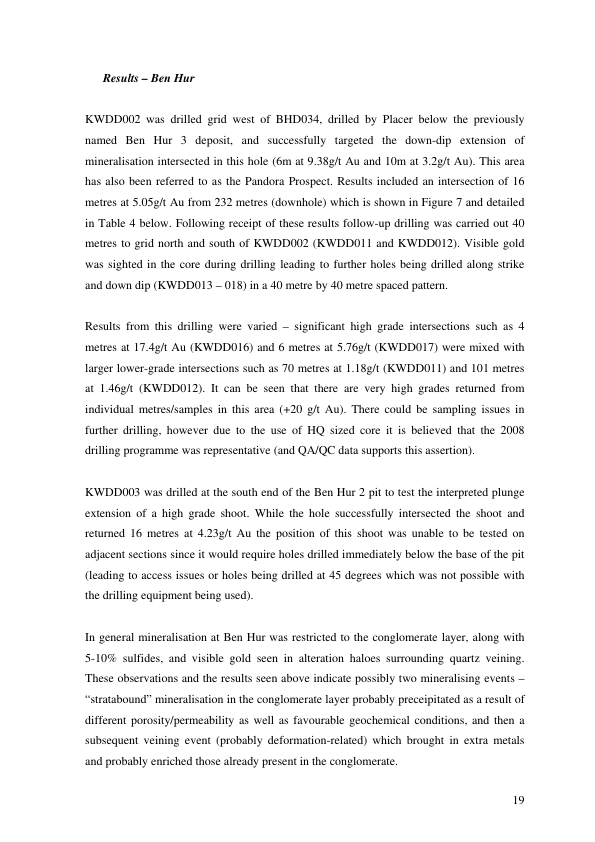 Results – Ben Hur
KWDD002 was drilled grid west of BHD034, drilled by Placer below the previously
named Ben Hur 3 deposit, and successfully targeted the down-dip extension of
mineralisation intersected in this hole (6m at 9.38g/t Au and 10m at 3.2g/t Au). This area
has also been referred to as the Pandora Prospect. Results included an intersection of 16
metres at 5.05g/t Au from 232 metres (downhole) which is shown in Figure 7 and detailed
in Table 4 below. Following receipt of these results follow-up drilling was carried out 40
metres to grid north and south of KWDD002 (KWDD011 and KWDD012). Visible gold
was sighted in the core during drilling leading to further holes being drilled along strike
and down dip (KWDD013 – 018) in a 40 metre by 40 metre spaced pattern.
Results from this drilling were varied – significant high grade intersections such as 4
metres at 17.4g/t Au (KWDD016) and 6 metres at 5.76g/t (KWDD017) were mixed with
larger lower-grade intersections such as 70 metres at 1.18g/t (KWDD011) and 101 metres
at 1.46g/t (KWDD012). It can be seen that there are very high grades returned from
individual metres/samples in this area (+20 g/t Au). There could be sampling issues in
further drilling, however due to the use of HQ sized core it is believed that the 2008
drilling programme was representative (and QA/QC data supports this assertion).
KWDD003 was drilled at the south end of the Ben Hur 2 pit to test the interpreted plunge
extension of a high grade shoot. While the hole successfully intersected the shoot and
returned 16 metres at 4.23g/t Au the position of this shoot was unable to be tested on
adjacent sections since it would require holes drilled immediately below the base of the pit
(leading to access issues or holes being drilled at 45 degrees which was not possible with
the drilling equipment being used).
In general mineralisation at Ben Hur was restricted to the conglomerate layer, along with
5-10% sulfides, and visible gold seen in alteration haloes surrounding quartz veining.
These observations and the results seen above indicate possibly two mineralising events –
“stratabound” mineralisation in the conglomerate layer probably preceipitated as a result of
different porosity/permeability as well as favourable geochemical conditions, and then a
subsequent veining event (probably deformation-related) which brought in extra metals
and probably enriched those already present in the conglomerate.
19